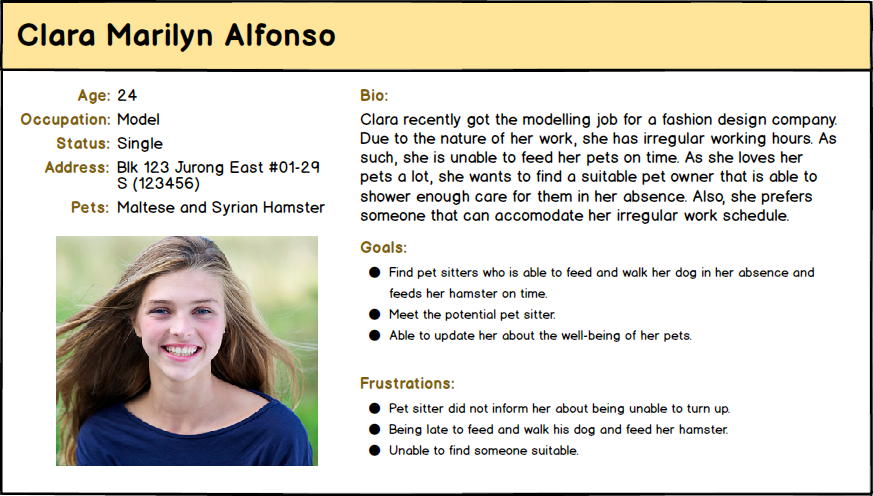 Clara Marilyn Alfonso
Age: 24
Occupation: Model
Status: Single
Address: Blk 123 Jurong East #01-29
S (123456)
Pets: Maltese and Syrian Hamster
Bio:
Clara recently got the modelling job for a fashion design company.
Due to the nature of her work, she has irregular working hours. As
such, she is unable to feed her pets on time. As she loves her
pets a lot, she wants to find a suitable pet owner that is able to
shower enough care for them in her absence. Also, she prefers
someone that can accomodate her irregular work schedule.
Goals:
● Find pet sitters who is able to feed and walk her dog in her absence and
feeds her hamster on time.
● Meet the potential pet sitter.
● Able to update her about the well-being of her pets.
Frustrations:
● Pet sitter did not inform her about being unable to turn up.
● Being late to feed and walk his dog and feed her hamster.
● Unable to find someone suitable.